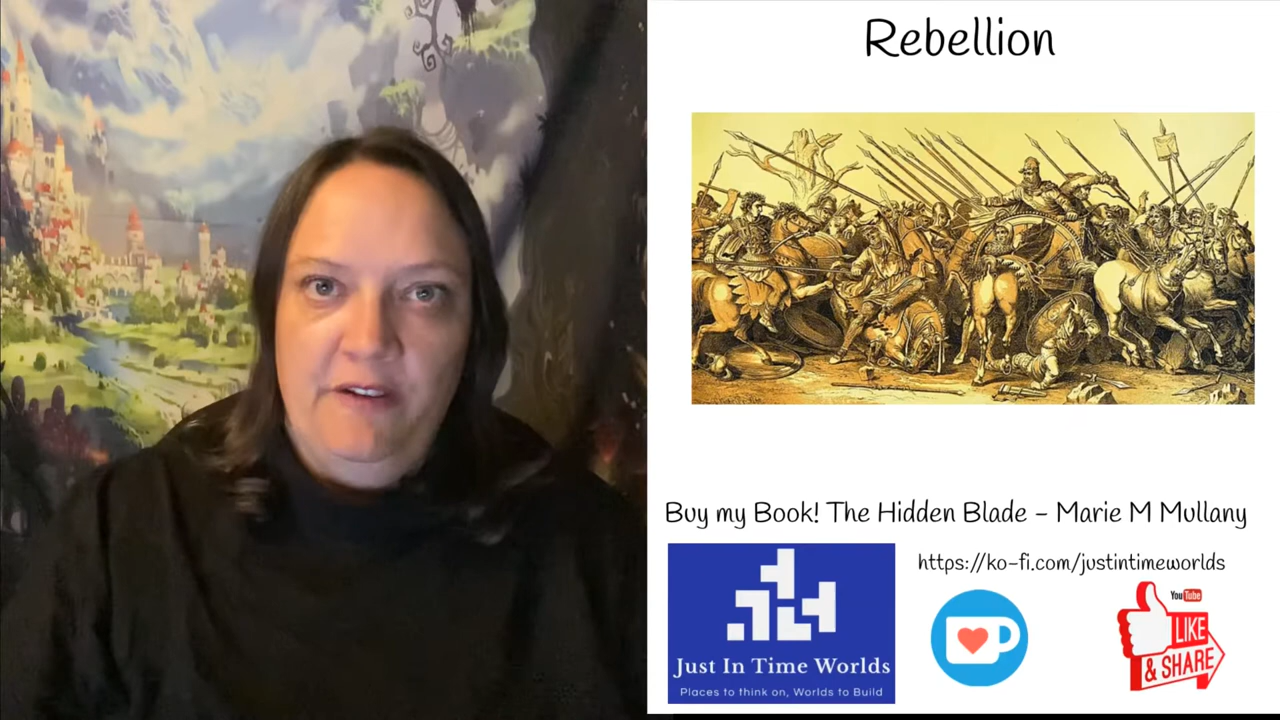 Rebellion
Buy my Book! The Hidden Blade - Marie M Mullany
https://ko-fi.com/justintimeworlds
YouTube
LIKE
& SHARE
Just In Time Worlds
Places to think on, Worlds to Build